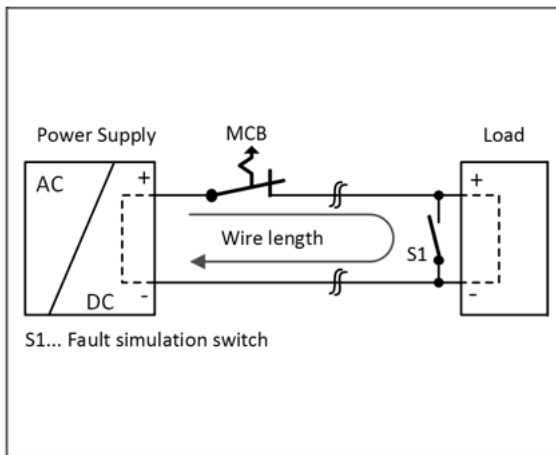 Power Supply
MCB
Load
AC
+
+
Wire length
S1
DC
-
-
S1... Fault simulation switch